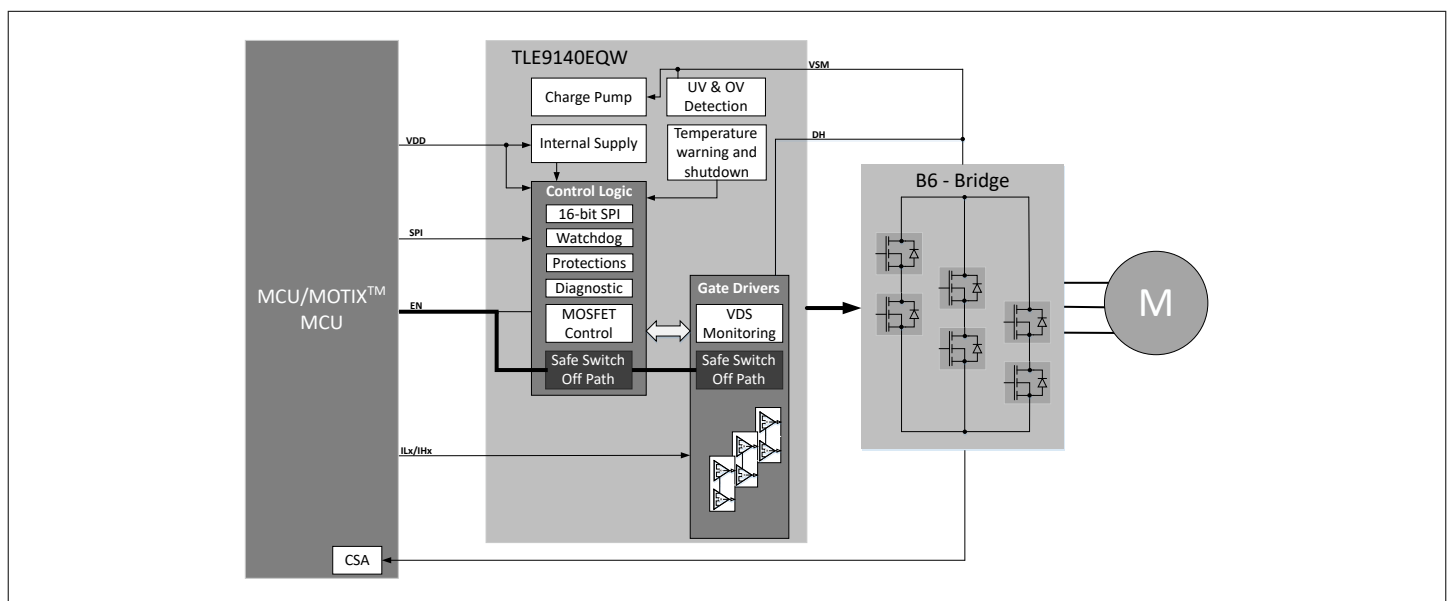 TLE9140EQW
VSM
Charge Pump
UV & OV
Detection
VDD
Internal Supply
Temperature
warning and
shutdown
DH
B6 - Bridge
Control Logic
16-bit SPI
SPI
Watchdog
Protections
Diagnostic
Gate Drivers
MCU/MOTIX™
MCU
EN
MOSFET
Control
VDS
Monitoring
M
Safe Switch
Off Path
Safe Switch
Off Path
ILx/IHx
CSA